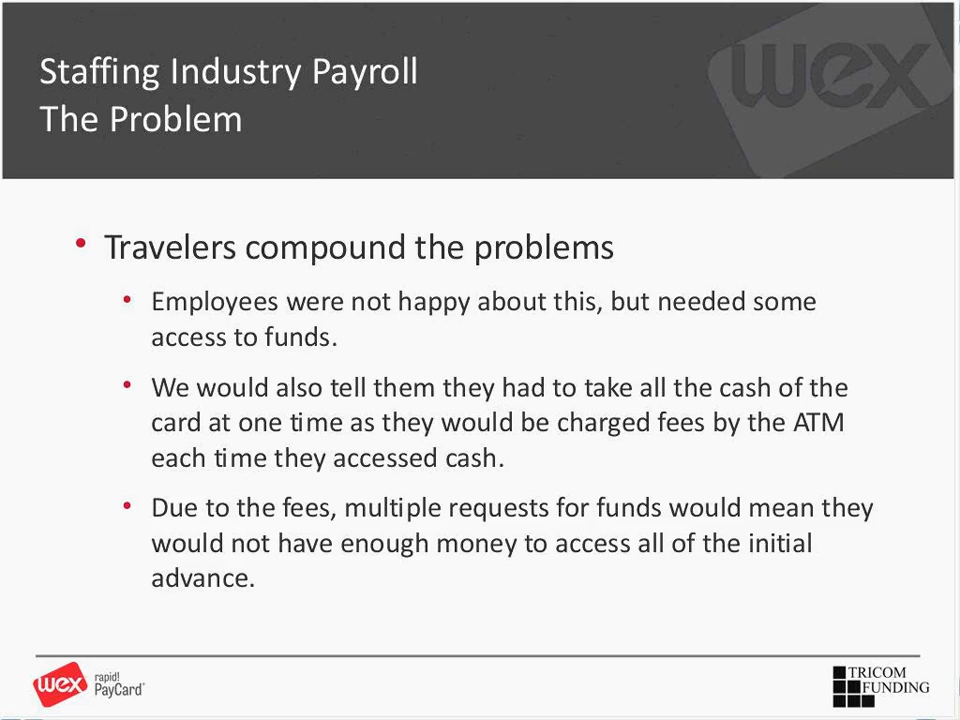 Staffing Industry Payroll
The Problem
wex
• Travelers compound the problems
• Employees were not happy about this, but needed some
access to funds.
• We would also tell them they had to take all the cash of the
card at one time as they would be charged fees by the ATM
each time they accessed cash.
• Due to the fees, multiple requests for funds would mean they
would not have enough money to access all of the initial
advance.
wex
rapid!
PayCard®
TRICOM
FUNDING